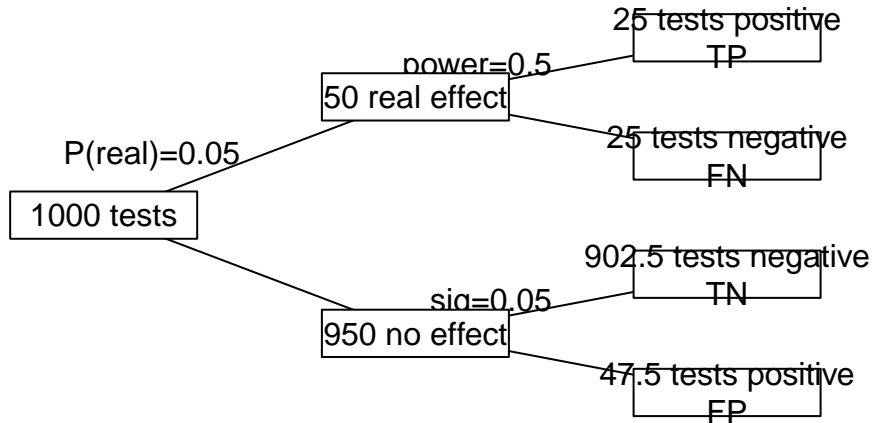 25 tests positive
TP
power=0.5
50 real effect
25 tests negative
FN
P(real)=0.05
1000 tests
902.5 tests negative
TN
sig=0.05
950 no effect
47.5 tests positive
FP